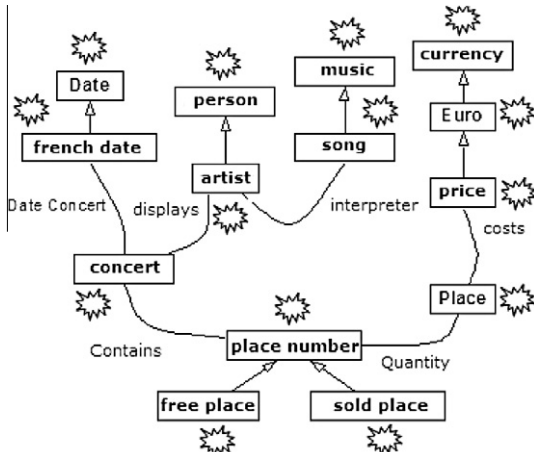 currency
music
Date
person
Euro
french date
song
artist
price
Date Concert
displays
interpreter
costs
concert
Place
Contains
place number
Quantity
free place
sold place